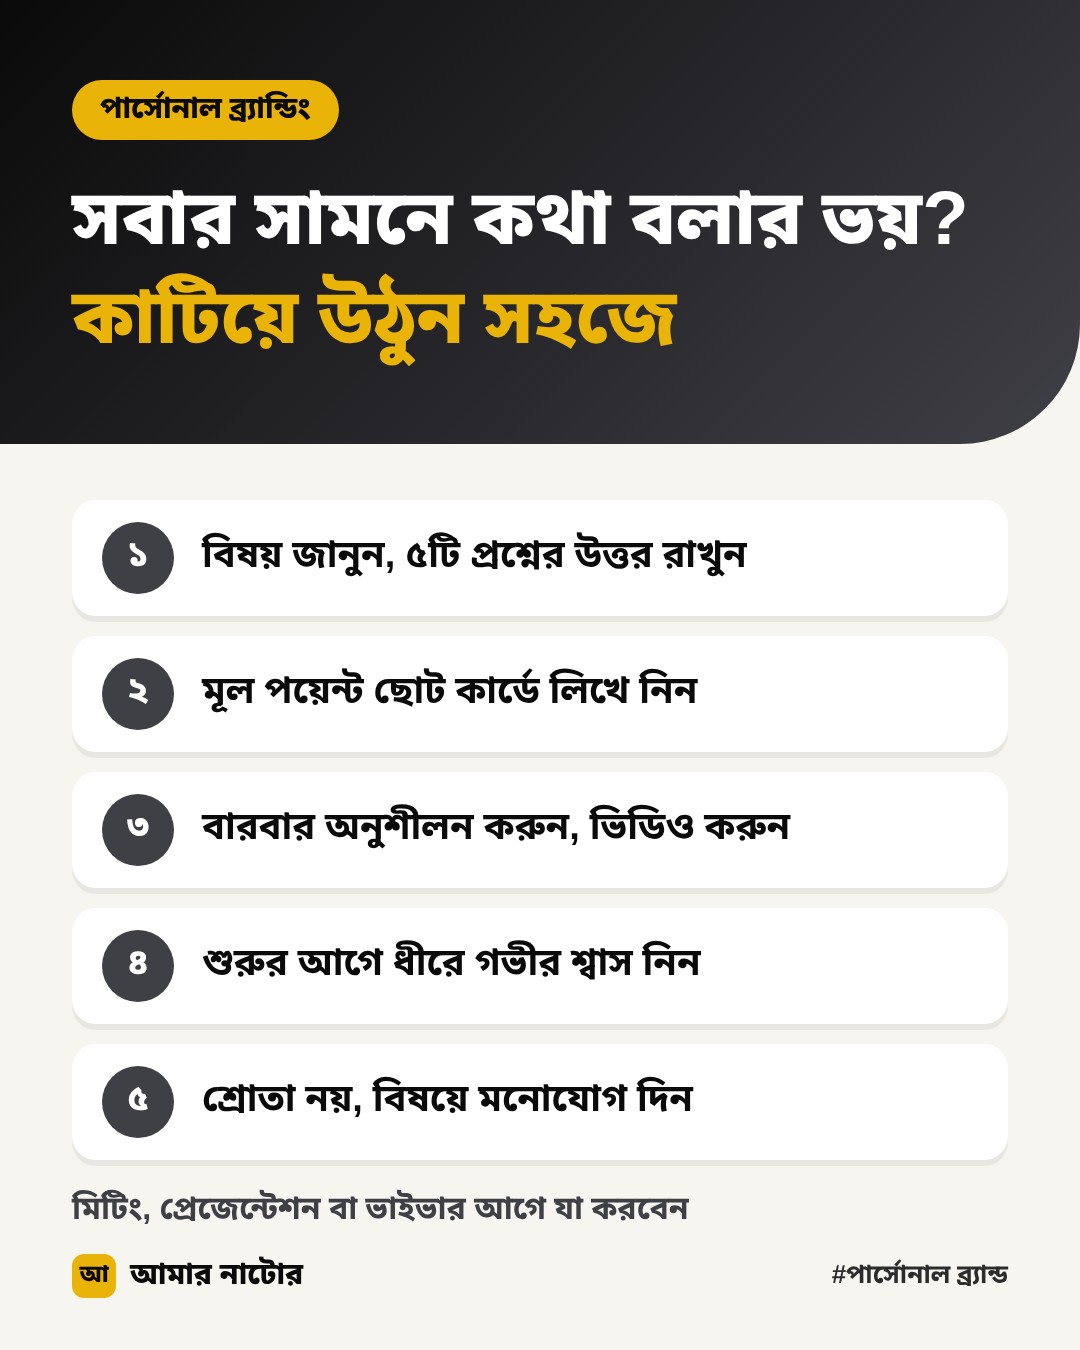 পার্সোনাল ব্র্যান্ডিং
সবার সামনে কথা বলার ভয়?
কাটিয়ে উঠুন সহজে
১ বিষয় জানুন, ৫টি প্রশ্নের উত্তর রাখুন
২ মূল পয়েন্ট ছোট কার্ডে লিখে নিন
৩ বারবার অনুশীলন করুন, ভিডিও করুন
৪ শুরুর আগে ধীরে গভীর শ্বাস নিন
৫ শ্রোতা নয়, বিষয়ে মনোযোগ দিন
মিটিং, প্রেজেন্টেশন বা ভাইভার আগে যা করবেন
আ আমার নাটোর
#পার্সোনাল ব্র্যান্ড